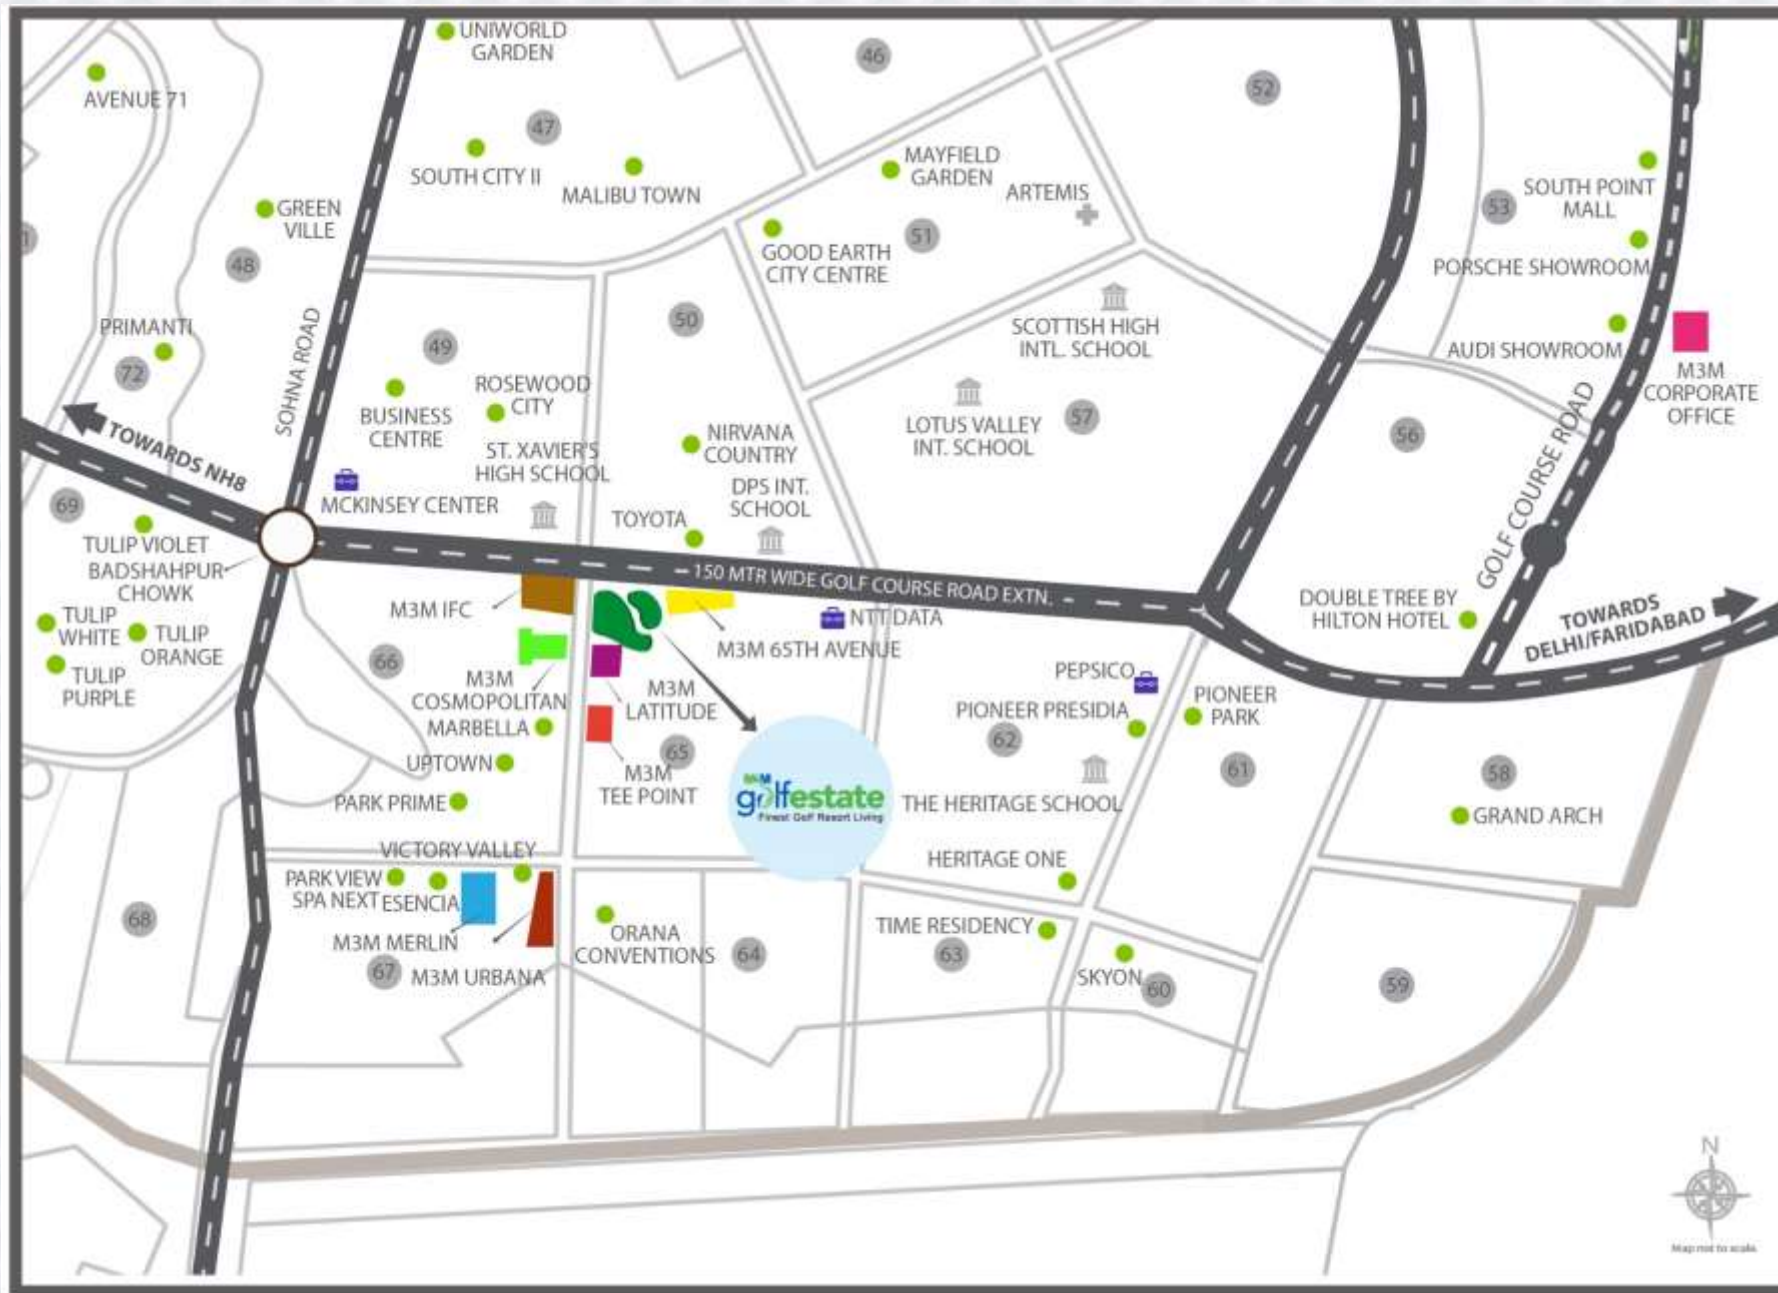 UNIWORLD
GARDEN
46
52
AVENUE 71
47
SOUTH CITY II
MALIBU TOWN
MAYFIELD
GARDEN
ARTEMIS
SOUTH POINT
MALL
53
GREEN
VILLE
51
GOOD EARTH
CITY CENTRE
48
PORSCHE SHOWROOM
50
SCOTTISH HIGH
INTL. SCHOOL
PRIMANTI
72
SOHNA ROAD
49
AUDI SHOWROOM
M3M
CORPORATE
OFFICE
BUSINESS
CENTRE
ROSEWOOD
CITY
LOTUS VALLEY
INT. SCHOOL
57
56
TOWARDS NH8
ST. XAVIER'S
HIGH SCHOOL
NIRVANA
COUNTRY
DPS INT.
SCHOOL
GOLF COURSE ROAD
69
MCKINSEY CENTER
TOYOTA
TULIP VIOLET
BADSHAHPUR
CHOWK
150 MTR WIDE GOLF COURSE ROAD EXTN.
M3M IFC
NTT DATA
DOUBLE TREE BY
HILTON HOTEL
TOWARDS
DELHI/FARIDABAD
TULIP
WHITE
TULIP
ORANGE
TULIP
PURPLE
66
M3M 65TH AVENUE
M3M
COSMOPOLITAN
M3M
LATITUDE
PEPSICO
PIONEER
PARK
PIONEER PRESIDIA
MARBELLA
65
62
UPTOWN
M3M
TEE POINT
61
58
PARK PRIME
M3M
golfestate
Finest Golf Resort Living
THE HERITAGE SCHOOL
GRAND ARCH
VICTORY VALLEY
HERITAGE ONE
PARK VIEW
SPA NEXT
ESENCIA
68
M3M MERLIN
ORANA
CONVENTIONS
TIME RESIDENCY
64
63
67
M3M URBANA
SKYON
60
59
N
Map not to scale.